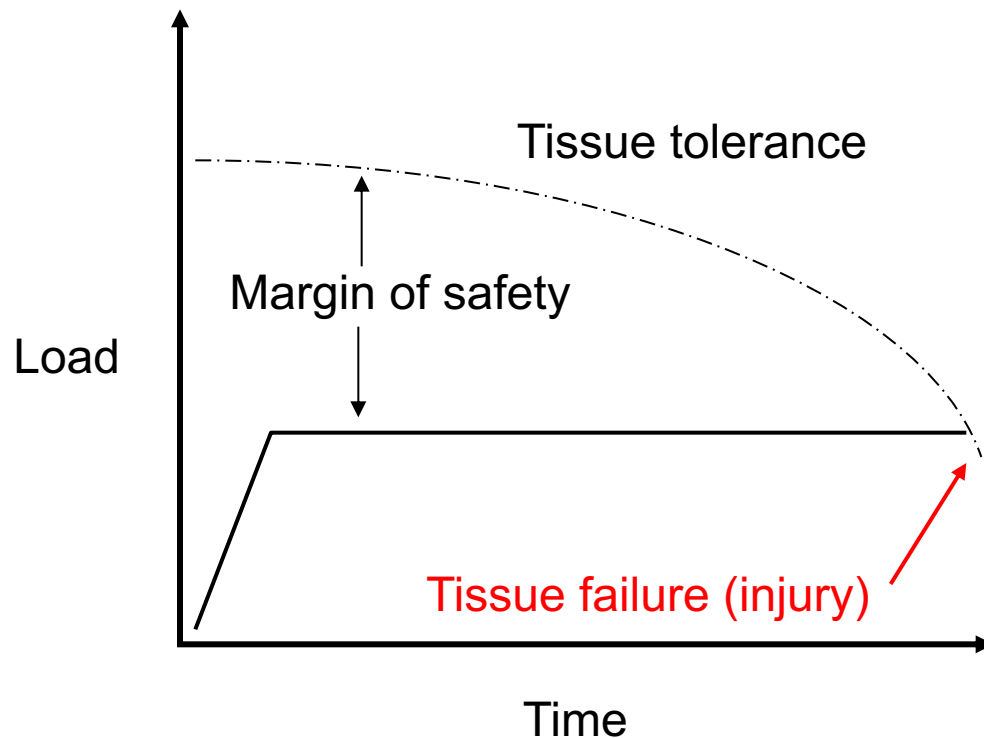 Tissue tolerance
Margin of safety
Load
Tissue failure (injury)
Time